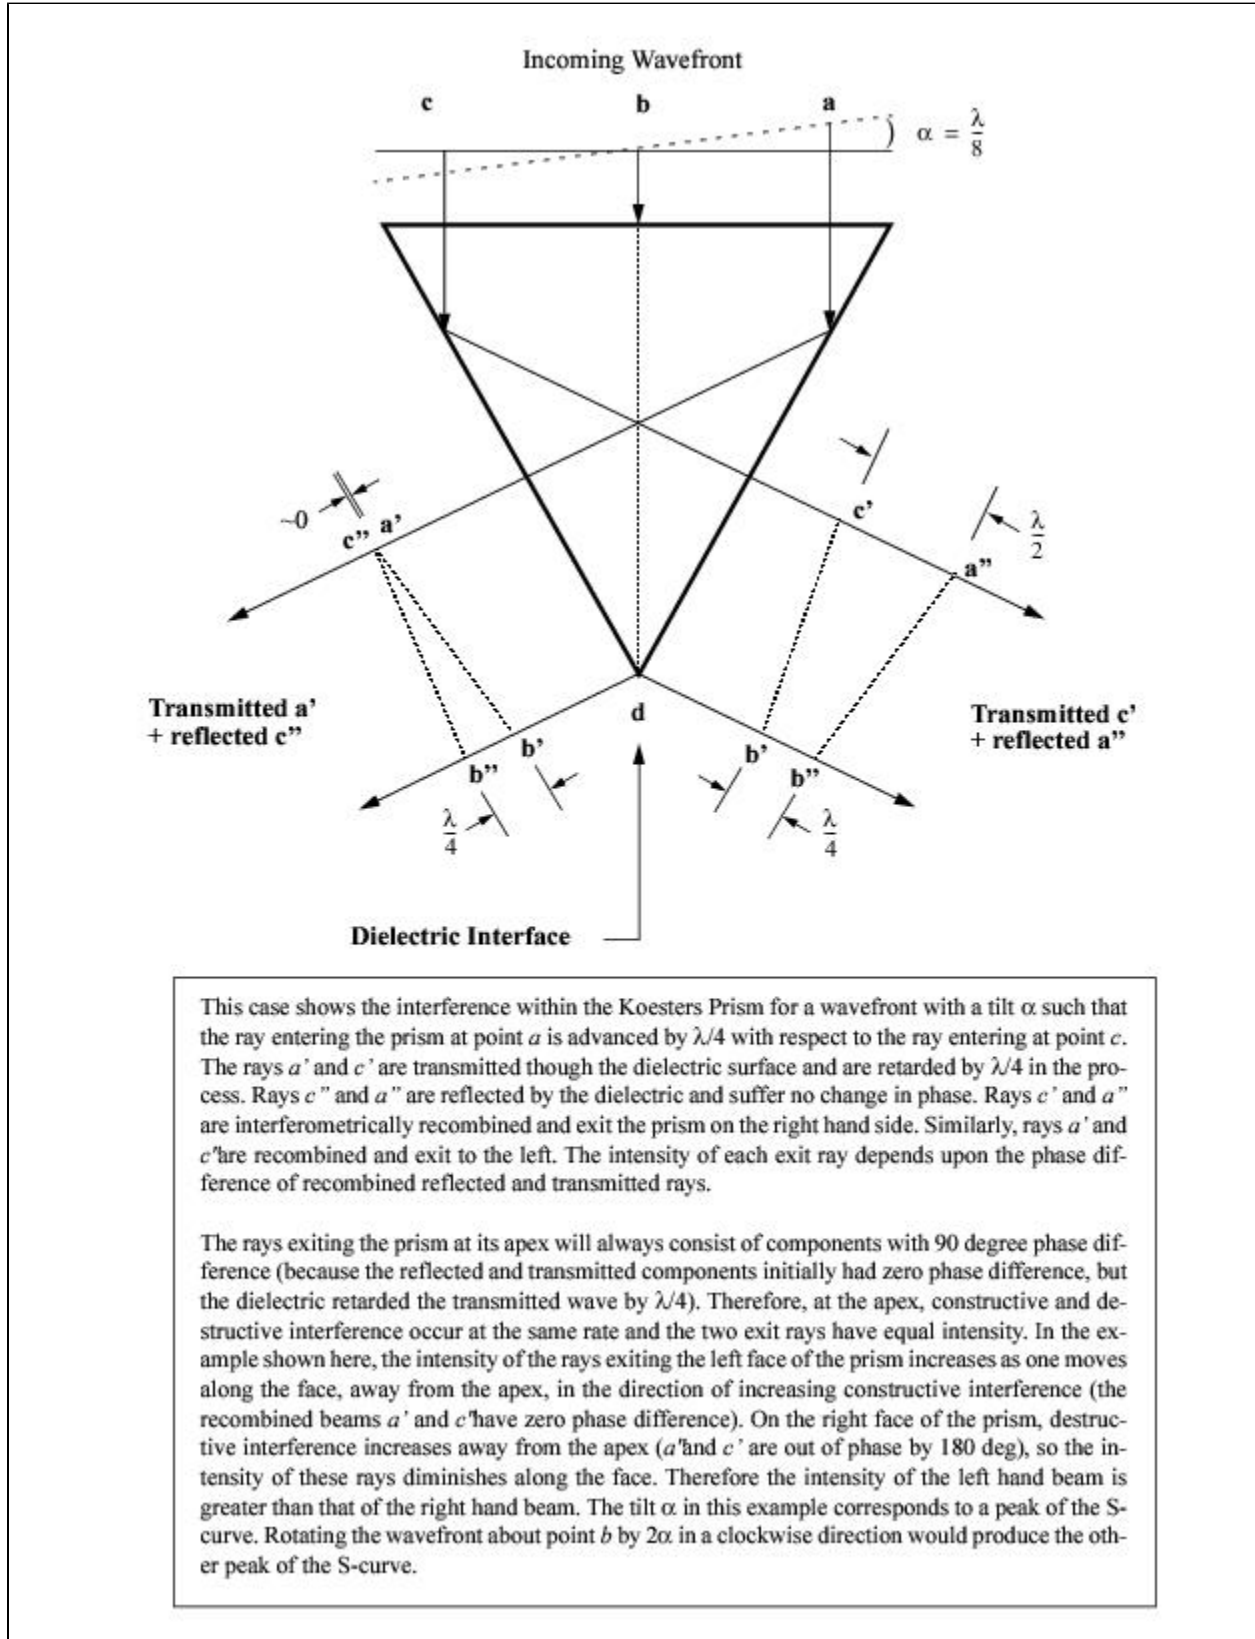 Incoming Wavefront
c b a
α = λ/8
~0
c” a’
c’
λ/2
a”
Transmitted a’
+ reflected c”
d
Transmitted c’
+ reflected a”
b’
b”
b’
b”
λ/4
λ/4
Dielectric Interface
This case shows the interference within the Koesters Prism for a wavefront with a tilt α such that
the ray entering the prism at point a is advanced by λ/4 with respect to the ray entering at point c.
The rays a’ and c’ are transmitted though the dielectric surface and are retarded by λ/4 in the pro-
cess. Rays c” and a” are reflected by the dielectric and suffer no change in phase. Rays c’ and a”
are interferometrically recombined and exit the prism on the right hand side. Similarly, rays a’ and
c”are recombined and exit to the left. The intensity of each exit ray depends upon the phase dif-
ference of recombined reflected and transmitted rays.
The rays exiting the prism at its apex will always consist of components with 90 degree phase dif-
ference (because the reflected and transmitted components initially had zero phase difference, but
the dielectric retarded the transmitted wave by λ/4). Therefore, at the apex, constructive and de-
structive interference occur at the same rate and the two exit rays have equal intensity. In the ex-
ample shown here, the intensity of the rays exiting the left face of the prism increases as one moves
along the face, away from the apex, in the direction of increasing constructive interference (the
recombined beams a’ and c”have zero phase difference). On the right face of the prism, destruc-
tive interference increases away from the apex (a”and c’ are out of phase by 180 deg), so the in-
tensity of these rays diminishes along the face. Therefore the intensity of the left hand beam is
greater than that of the right hand beam. The tilt α in this example corresponds to a peak of the S-
curve. Rotating the wavefront about point b by 2α in a clockwise direction would produce the oth-
er peak of the S-curve.